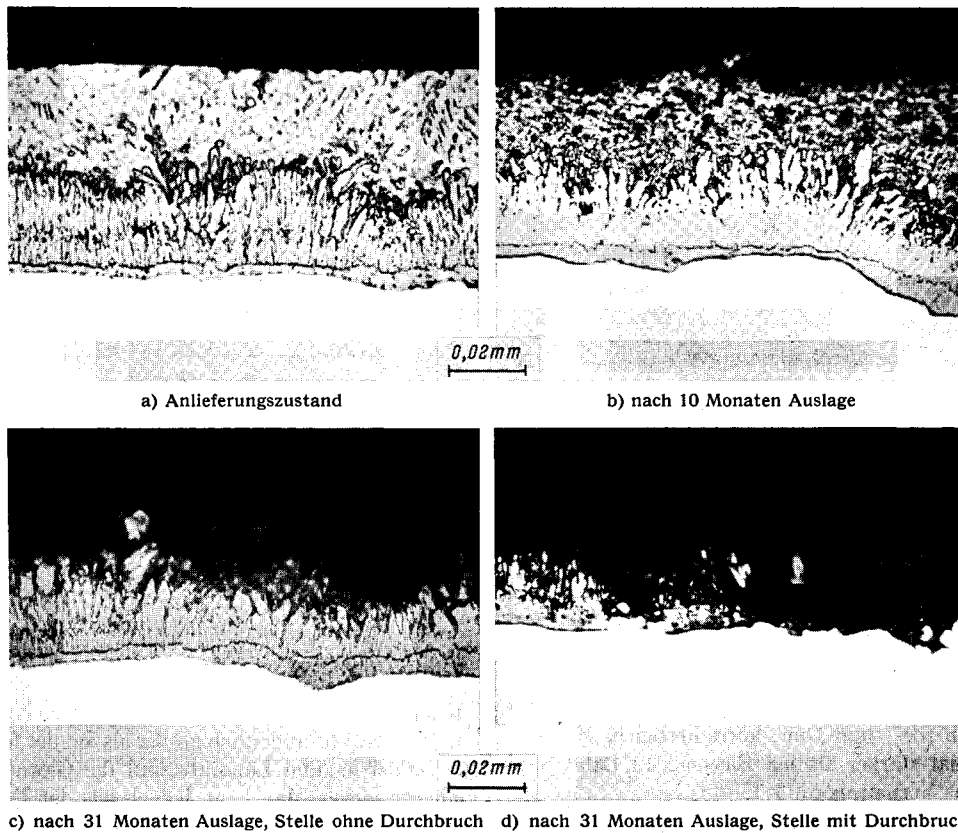 0,02mm
a) Anlieferungszustand
b) nach 10 Monaten Auslage
0,02mm
c) nach 31 Monaten Auslage, Stelle ohne Durchbruch
d) nach 31 Monaten Auslage, Stelle mit Durchbruc